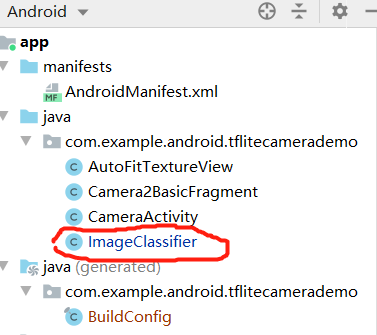 Android
app
manifests
MF AndroidManifest.xml
java
com.example.android.tflitecamerademo
C AutoFitTextureView
C Camera2BasicFragment
C CameraActivity
C ImageClassifier
java (generated)
com.example.android.tflitecamerademo
C BuildConfig